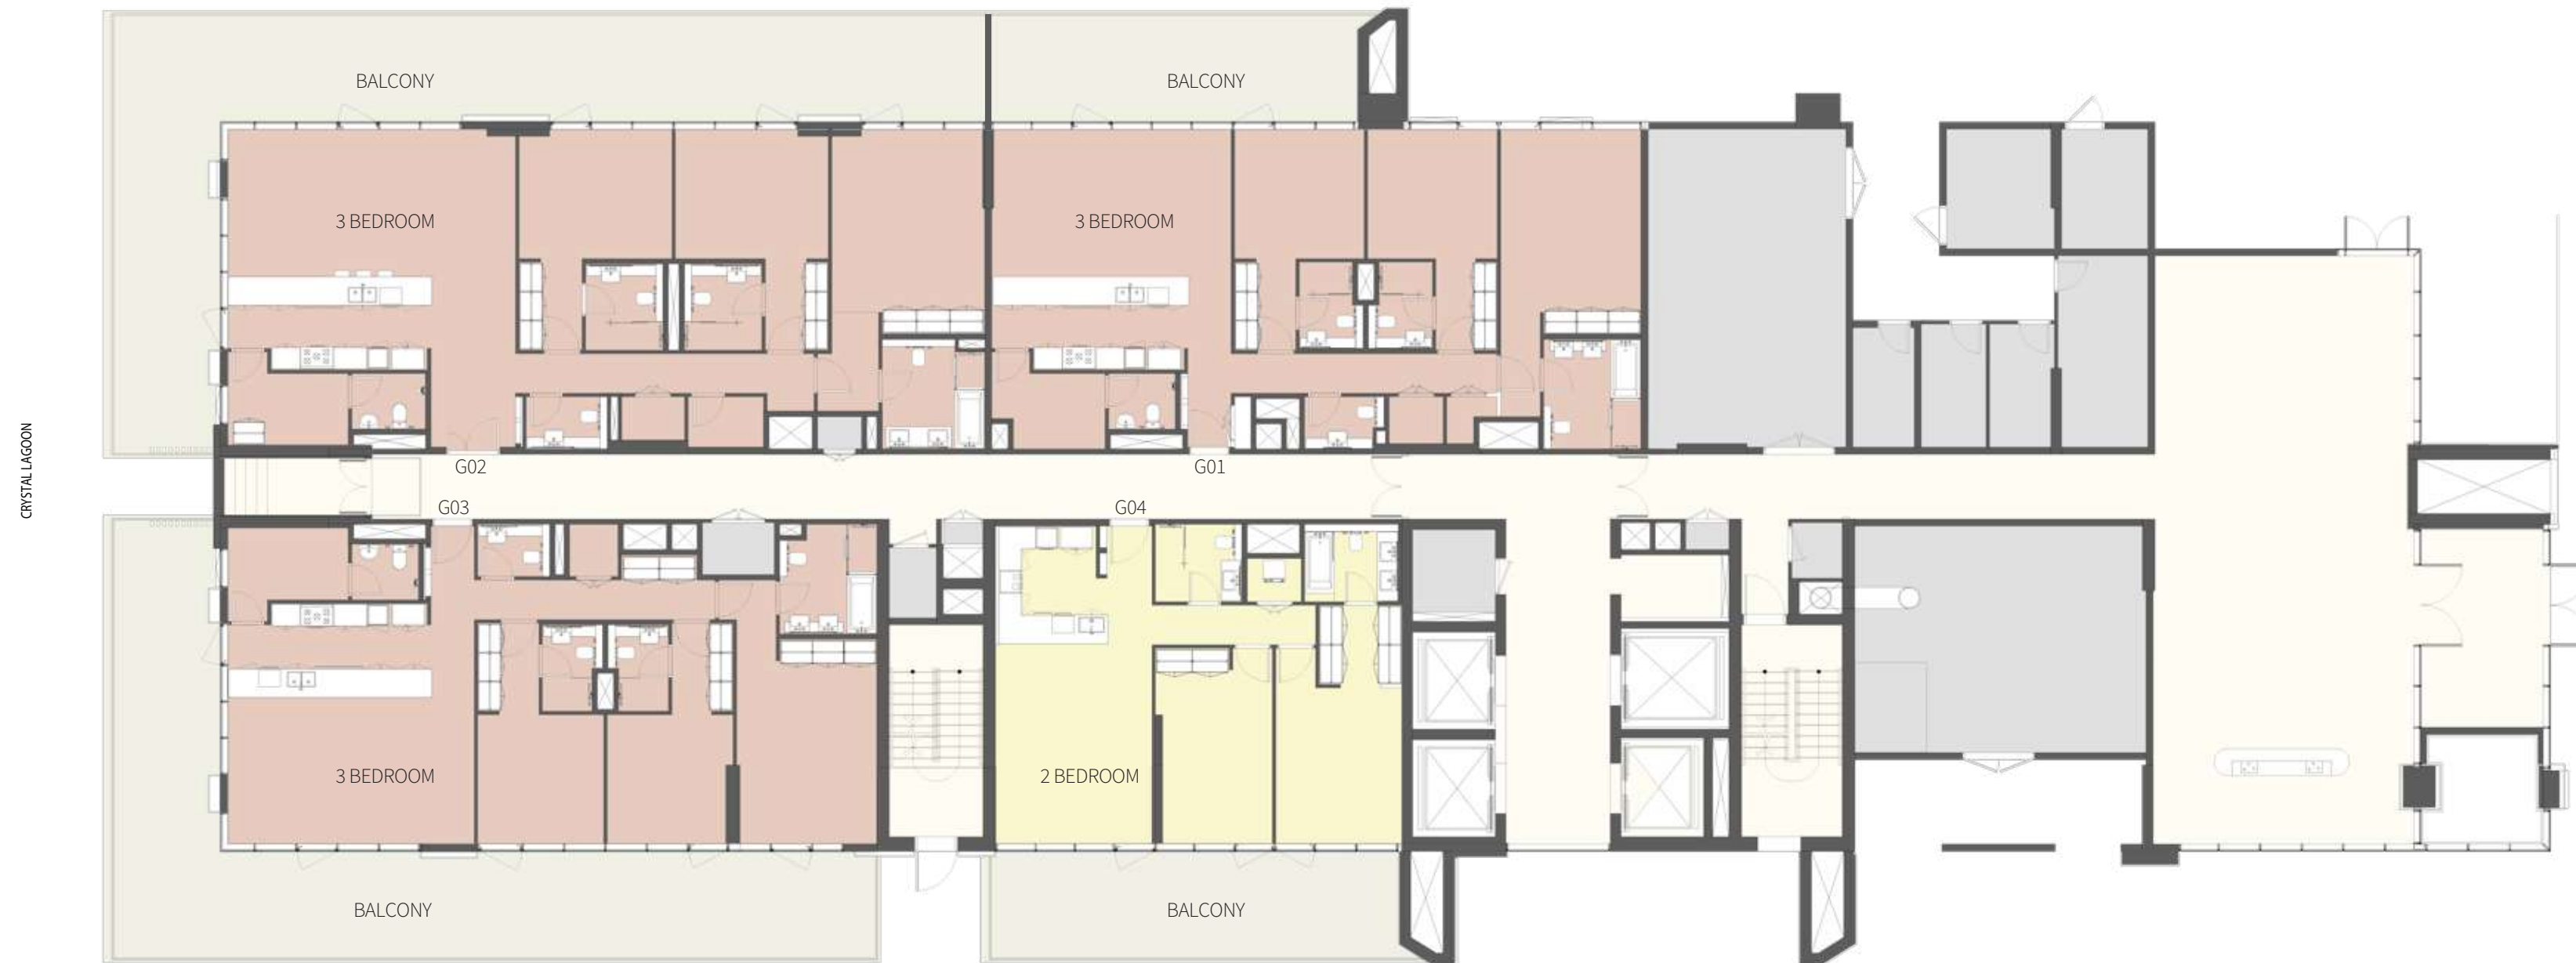 BALCONY
BALCONY
3 BEDROOM
3 BEDROOM
CRYSTAL LAGOON
G02
G01
G03
G04
3 BEDROOM
2 BEDROOM
BALCONY
BALCONY